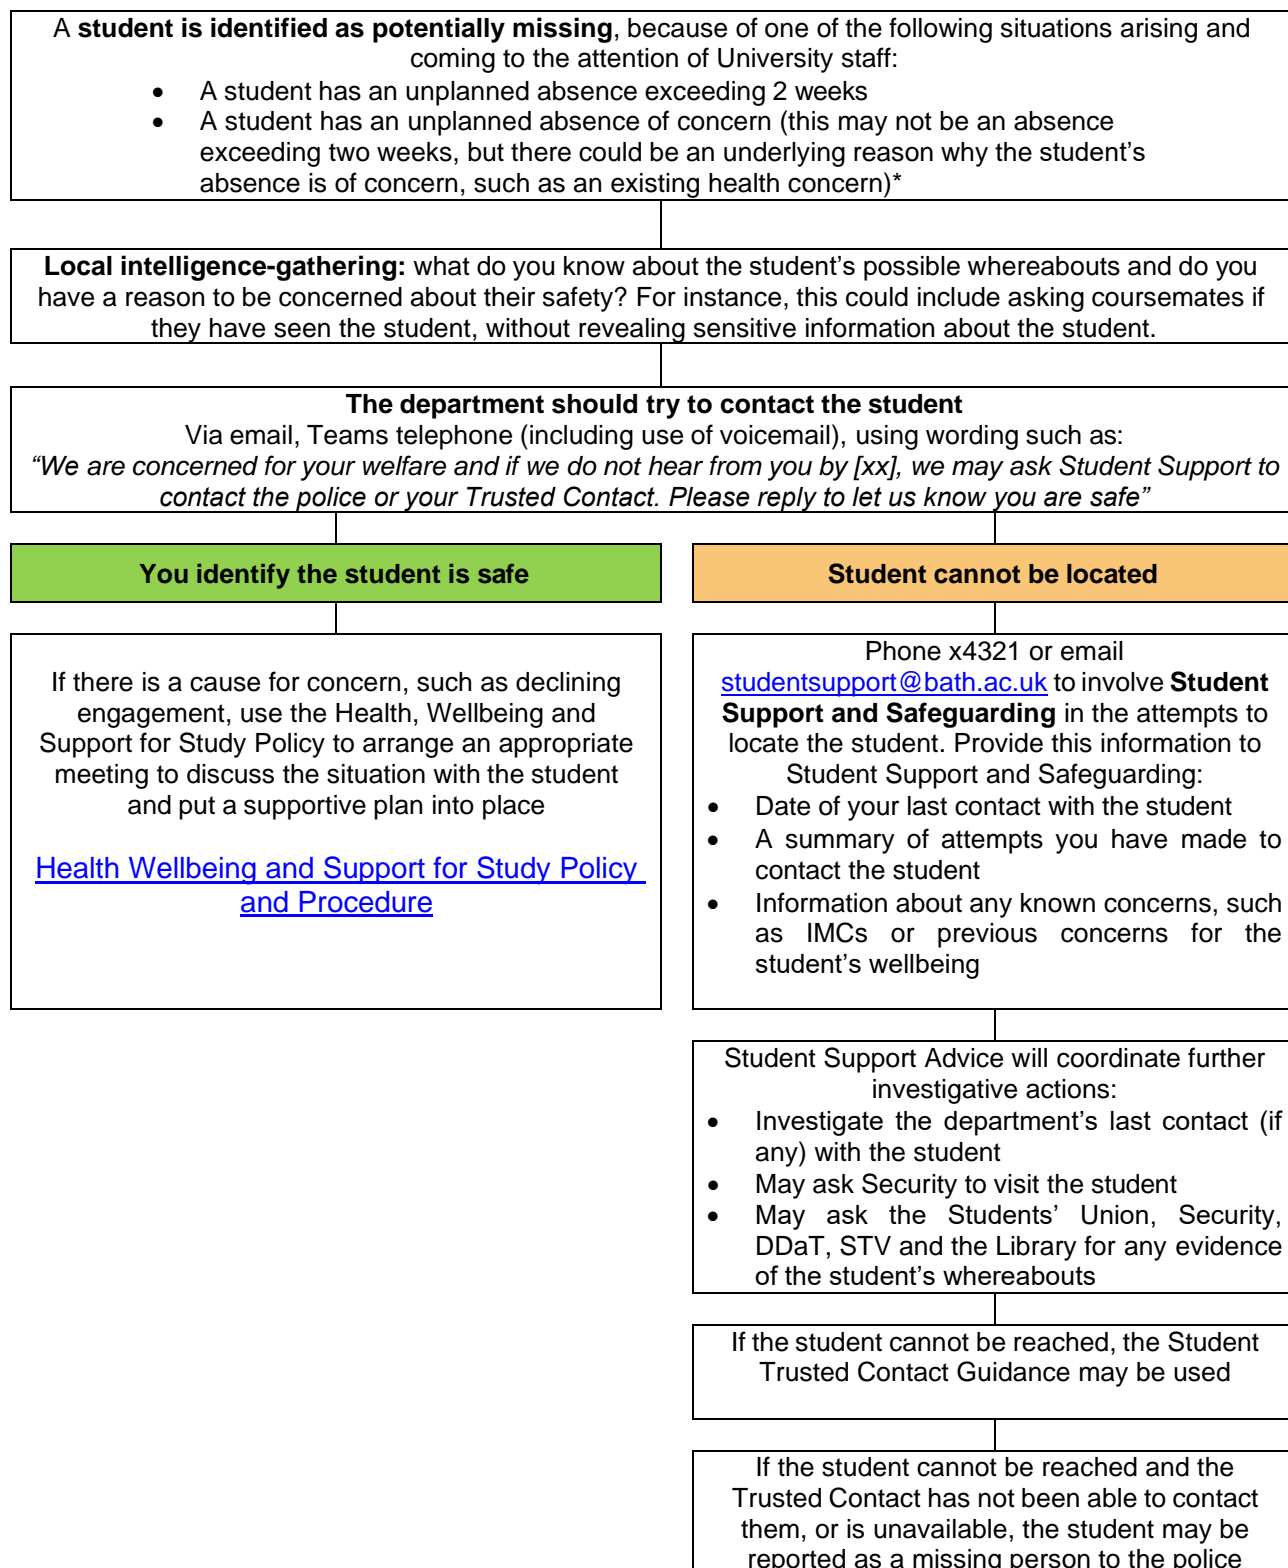 A student is identified as potentially missing, because of one of the following situations arising and
coming to the attention of University staff:
• A student has an unplanned absence exceeding 2 weeks
• A student has an unplanned absence of concern (this may not be an absence
exceeding two weeks, but there could be an underlying reason why the student's
absence is of concern, such as an existing health concern)*
Local intelligence-gathering: what do you know about the student's possible whereabouts and do you
have a reason to be concerned about their safety? For instance, this could include asking coursemates if
they have seen the student, without revealing sensitive information about the student.
The department should try to contact the student
Via email, Teams telephone (including use of voicemail), using wording such as:
“We are concerned for your welfare and if we do not hear from you by [xx], we may ask Student Support to
contact the police or your Trusted Contact. Please reply to let us know you are safe”
You identify the student is safe
If there is a cause for concern, such as declining
engagement, use the Health, Wellbeing and
Support for Study Policy to arrange an appropriate
meeting to discuss the situation with the student
and put a supportive plan into place
Health Wellbeing and Support for Study Policy
and Procedure
Student cannot be located
Phone x4321 or email
studentsupport@bath.ac.uk to involve Student
Support and Safeguarding in the attempts to
locate the student. Provide this information to
Student Support and Safeguarding:
• Date of your last contact with the student
• A summary of attempts you have made to
contact the student
• Information about any known concerns, such
as IMCs or previous concerns for the
student's wellbeing
Student Support Advice will coordinate further
investigative actions:
• Investigate the department's last contact (if
any) with the student
• May ask Security to visit the student
• May ask the Students' Union, Security,
DDaT, STV and the Library for any evidence
of the student's whereabouts
If the student cannot be reached, the Student
Trusted Contact Guidance may be used
If the student cannot be reached and the
Trusted Contact has not been able to contact
them, or is unavailable, the student may be
reported as a missing person to the police